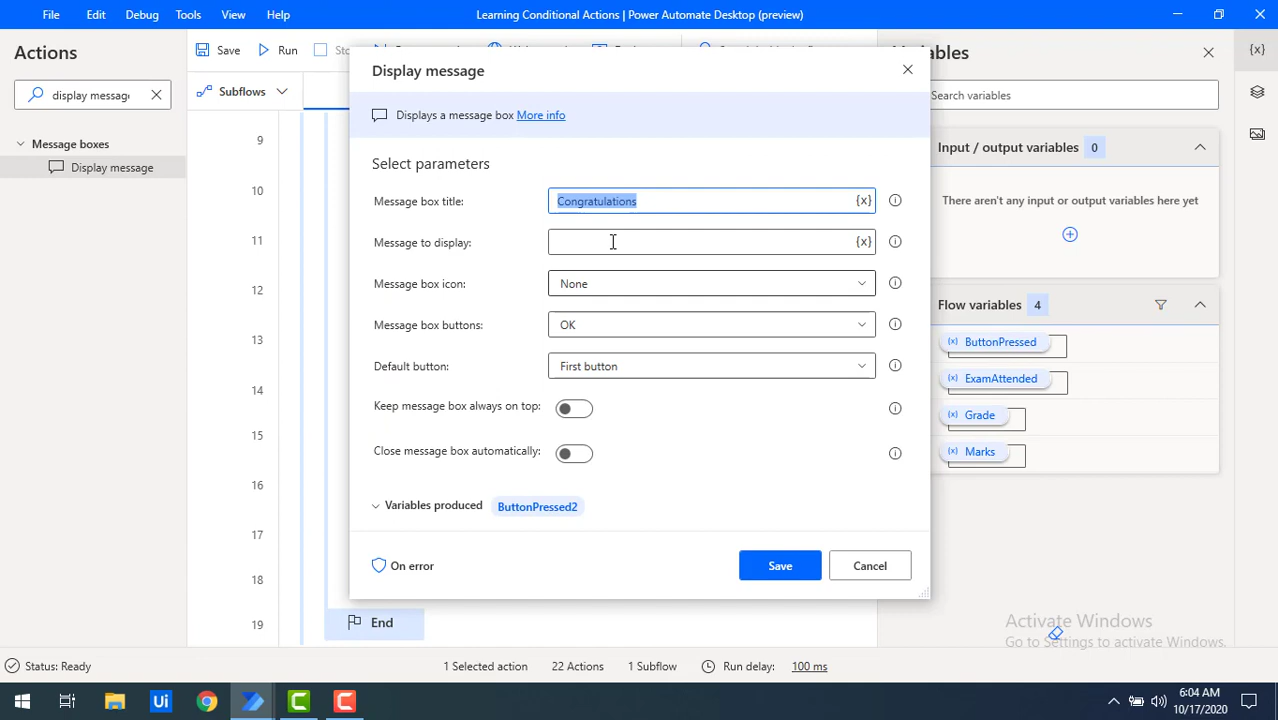 File Edit Debug Tools View Help Learning Conditional Actions | Power Automate Desktop (preview)
Actions
display messag
Message boxes
Display message
Save Run
Subflows
9
10
11
12
13
14
15
16
17
18
19
End
Display message
Displays a message box More info
Select parameters
Message box title: Congratulations {x}
Message to display: {x}
Message box icon: None
Message box buttons: OK
Default button: First button
Keep message box always on top:
Close message box automatically:
Variables produced ButtonPressed2
On error Save Cancel
{x}
Search variables
Input / output variables 0
There aren't any input or output variables here yet
Flow variables 4
(x) ButtonPressed
(x) ExamAttended
(x) Grade
(x) Marks
Activate Windows
Go to Settings to activate Windows.
Status: Ready 1 Selected action 22 Actions 1 Subflow Run delay: 100 ms
Ui
6:04 AM
10/17/2020